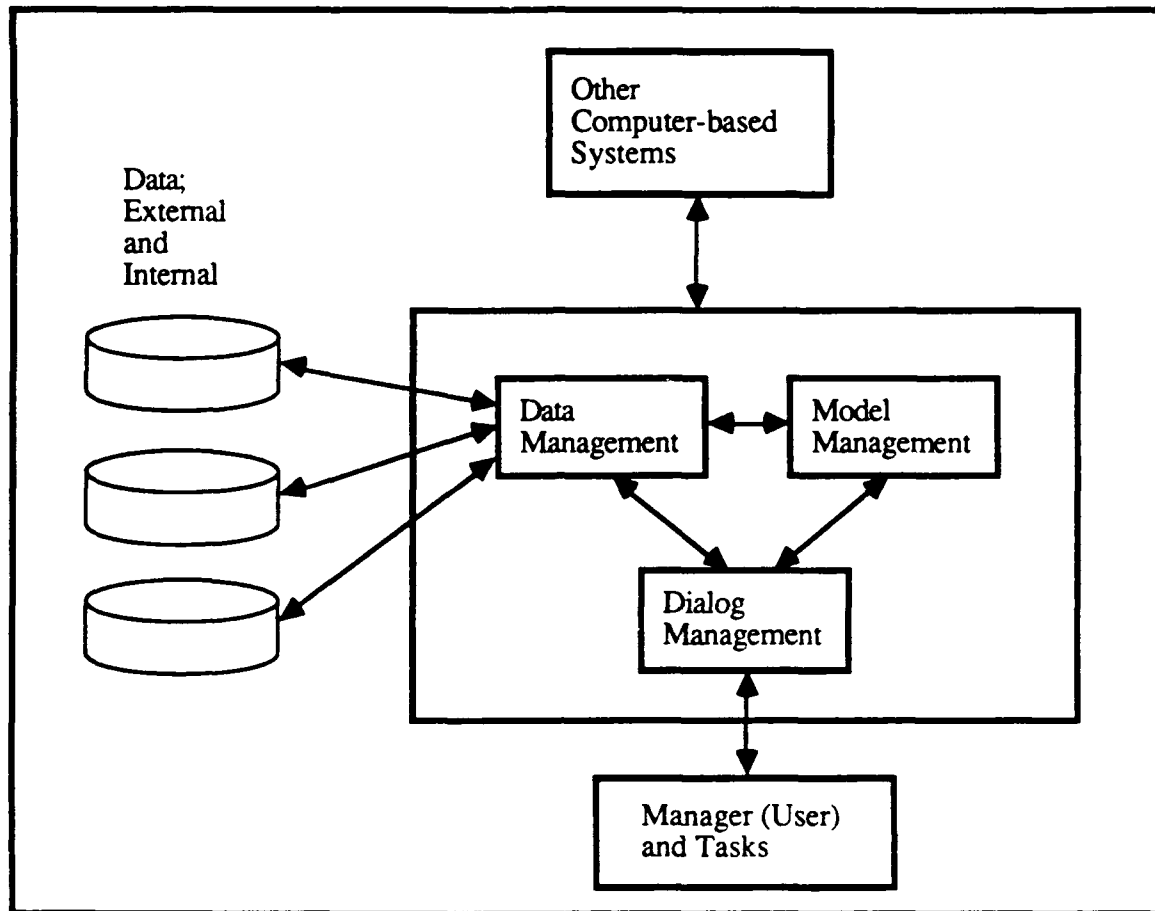 Other
Computer-based
Systems
Data;
External
and
Internal
Data
Management
Model
Management
Dialog
Management
Manager (User)
and Tasks